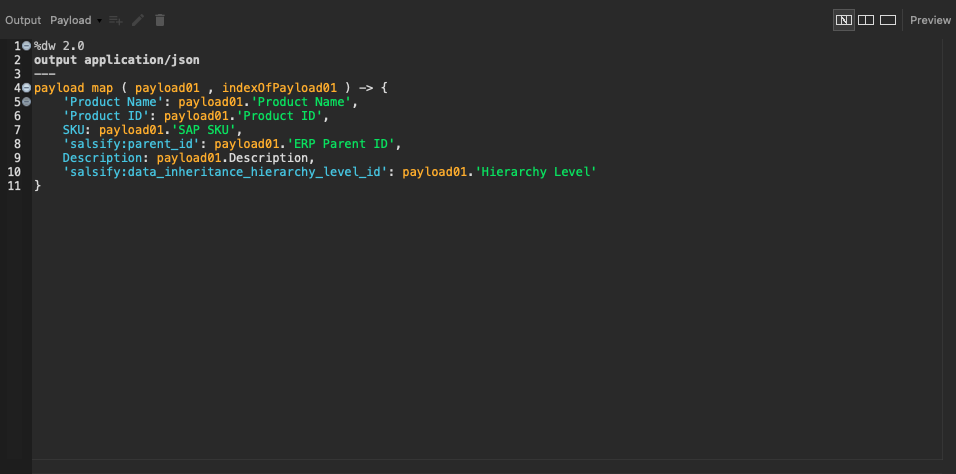 Output Payload Preview
1 %dw 2.0
2 output application/json
3 ---
4 payload map ( payload01 , indexOfPayload01 ) -> {
5 'Product Name': payload01.'Product Name',
6 'Product ID': payload01.'Product ID',
7 SKU: payload01.'SAP SKU',
8 'salsify:parent_id': payload01.'ERP Parent ID',
9 Description: payload01.Description,
10 'salsify:data_inheritance_hierarchy_level_id': payload01.'Hierarchy Level'
11 }